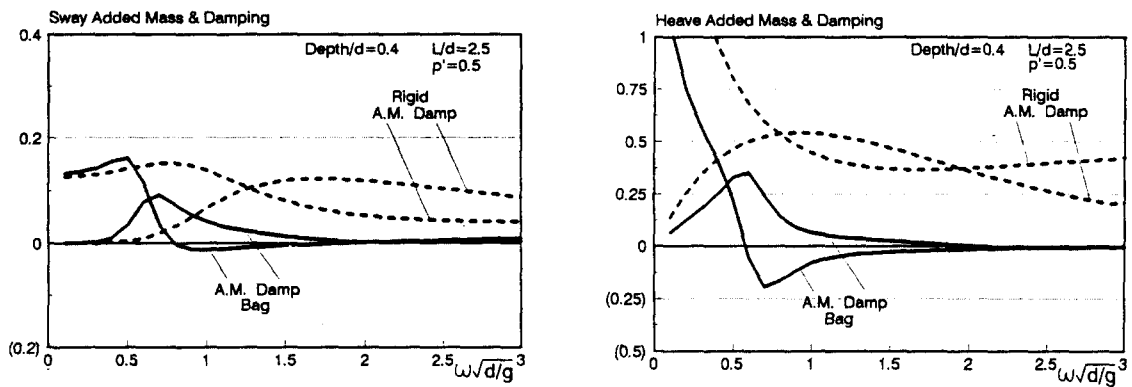 Sway Added Mass & Damping
0.4
Depth/d=0.4 L/d=2.5
p'=0.5
Rigid
A.M. Damp
0.2
0
A.M. Damp
Bag
(0.2)
0 0.5 1 1.5 2 2.5 3
ω√d/g
Heave Added Mass & Damping
1
Depth/d=0.4 L/d=2.5
p'=0.5
0.75
Rigid
A.M. Damp
0.5
0.25
0
(0.25)
A.M. Damp
Bag
(0.5)
0 0.5 1 1.5 2 2.5 3
ω√d/g